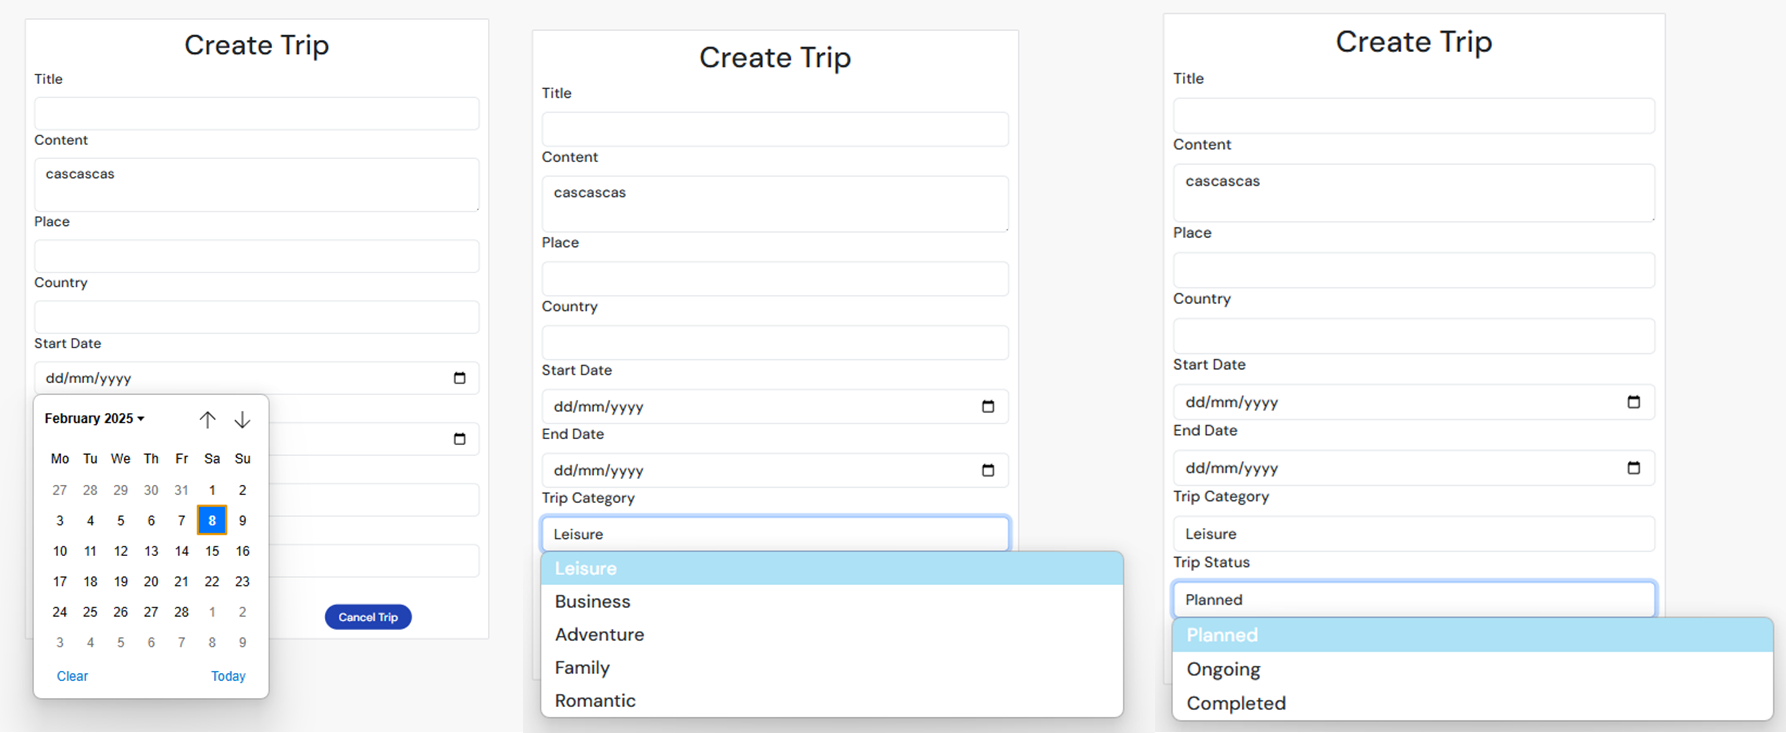 Create Trip
Title
Content
cascascas
Place
Country
Start Date
dd/mm/yyyy
February 2025
Mo Tu We Th Fr Sa Su
27 28 29 30 31 1 2
3 4 5 6 7 8 9
10 11 12 13 14 15 16
17 18 19 20 21 22 23
24 25 26 27 28 1 2
3 4 5 6 7 8 9
Clear Today
Cancel Trip
Create Trip
Title
Content
cascascas
Place
Country
Start Date
dd/mm/yyyy
End Date
dd/mm/yyyy
Trip Category
Leisure
Leisure
Business
Adventure
Family
Romantic
Create Trip
Title
Content
cascascas
Place
Country
Start Date
dd/mm/yyyy
End Date
dd/mm/yyyy
Trip Category
Leisure
Trip Status
Planned
Planned
Ongoing
Completed